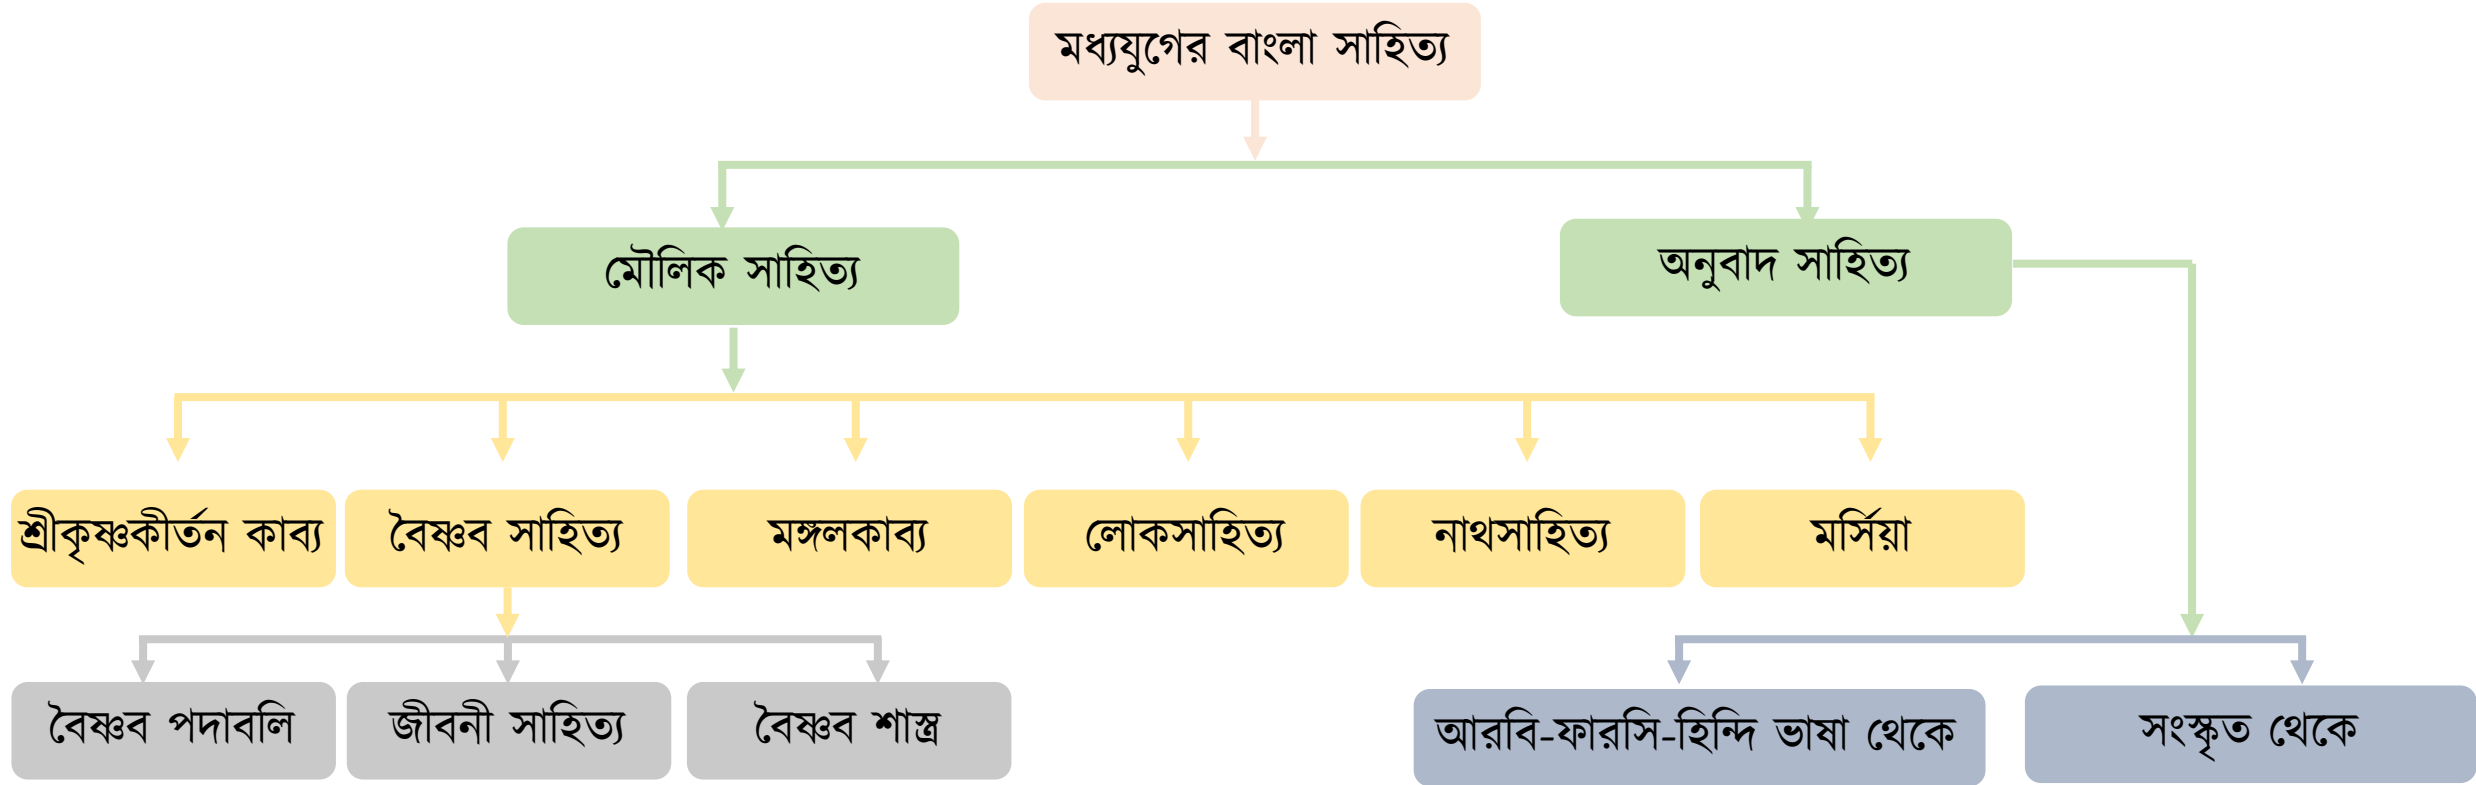 মধ্যযুগের বাংলা সাহিত্য
মৌলিক সাহিত্য
অনুবাদ সাহিত্য
শ্রীকৃষ্ণকীর্তন কাব্য
বৈষ্ণব সাহিত্য
মঙ্গলকাব্য
লোকসাহিত্য
নাথসাহিত্য
মর্সিয়া
বৈষ্ণব পদাবলি
জীবনী সাহিত্য
বৈষ্ণব শাস্ত্র
আরবি-ফারসি-হিন্দি ভাষা থেকে
সংস্কৃত থেকে